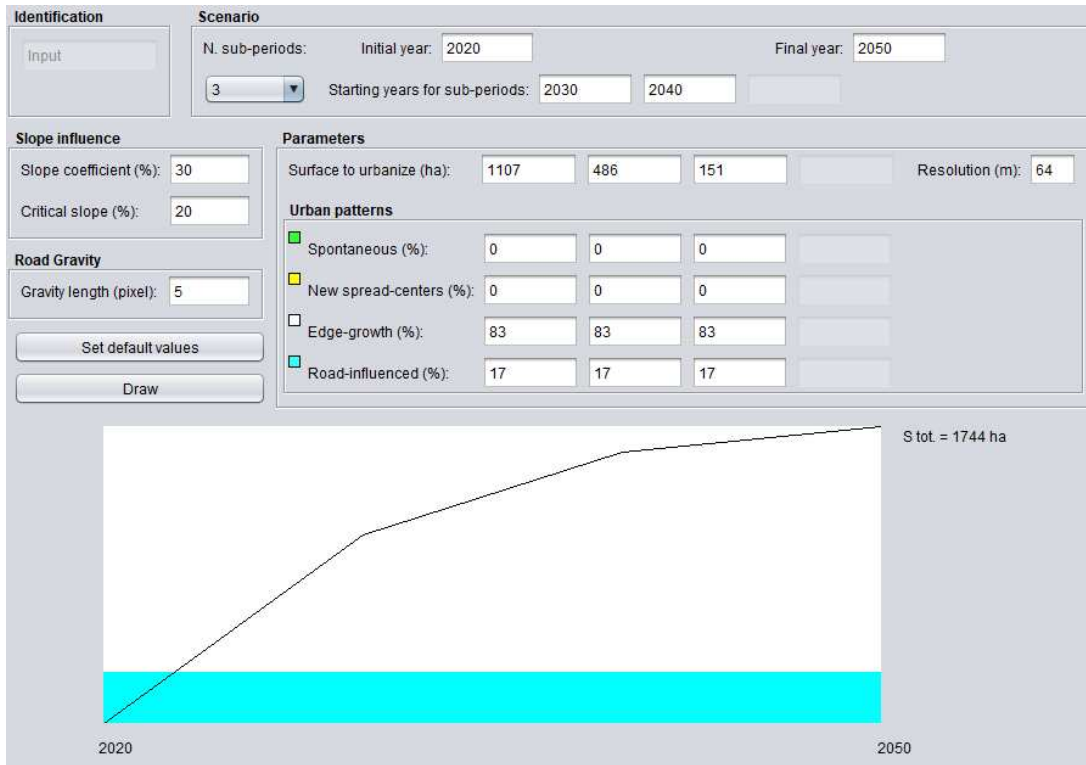 Identification
Input
Scenario
N. sub-periods: Initial year: 2020 Final year: 2050
3 Starting years for sub-periods: 2030 2040
Slope influence
Slope coefficient (%): 30
Critical slope (%): 20
Road Gravity
Gravity length (pixel): 5
Set default values
Draw
Parameters
Surface to urbanize (ha): 1107 486 151 Resolution (m): 64
Urban patterns
Spontaneous (%): 0 0 0
New spread-centers (%): 0 0 0
Edge-growth (%): 83 83 83
Road-influenced (%): 17 17 17
S tot. = 1744 ha
2020 2050